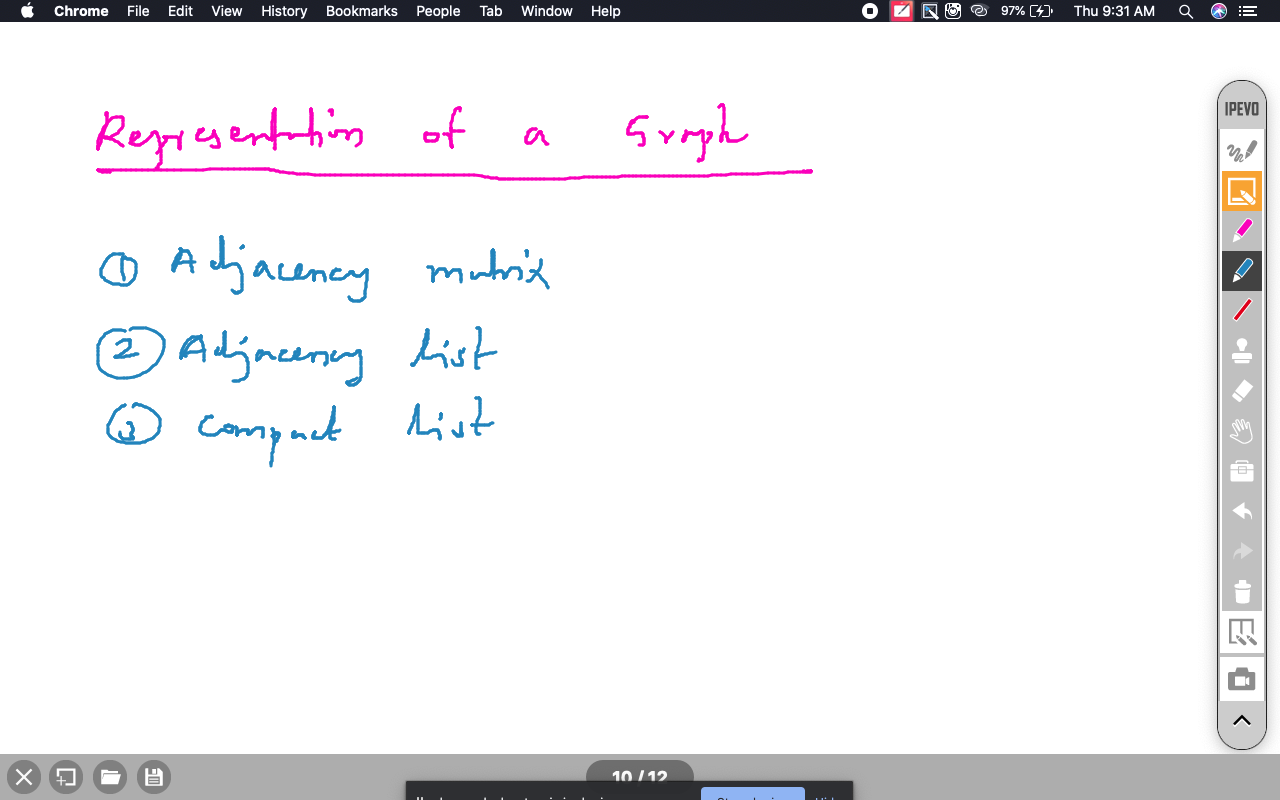 Chrome File Edit View History Bookmarks People Tab Window Help 97% Thu 9:31 AM
IPEVO
Representation of a Graph
1 Adjacency matrix
2 Adjacency list
3 Compact list
10 / 12